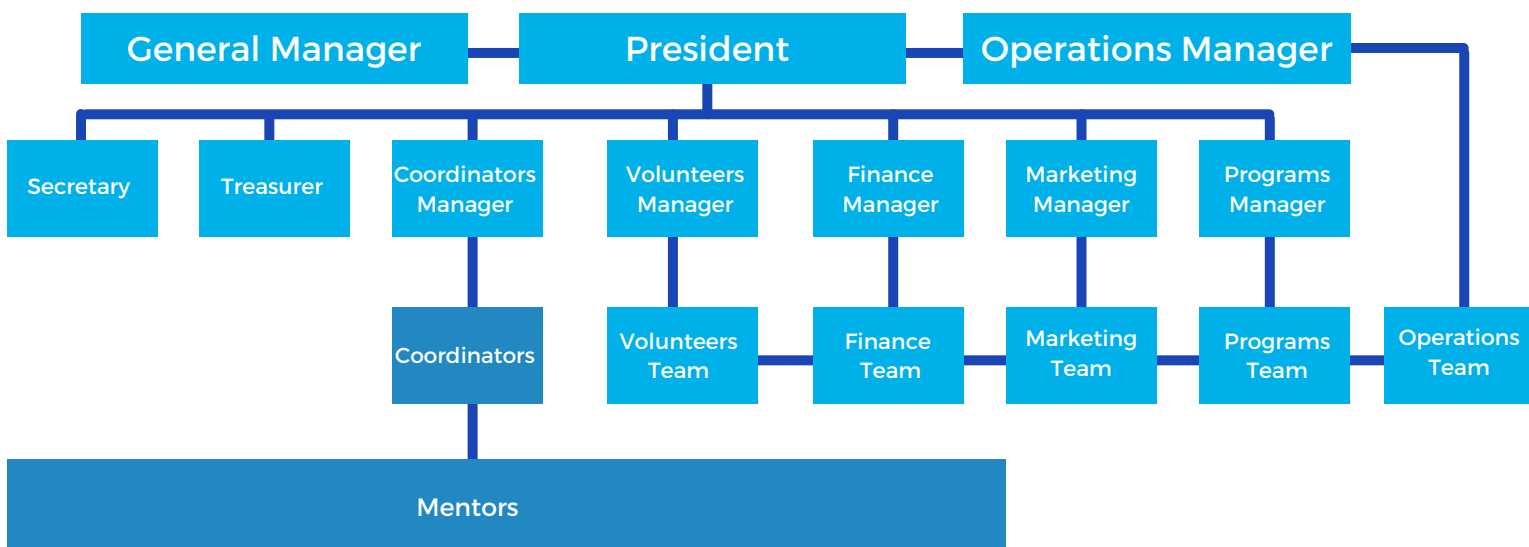 General Manager
President
Operations Manager
Secretary
Treasurer
Coordinators
Manager
Volunteers
Manager
Finance
Manager
Marketing
Manager
Programs
Manager
Coordinators
Volunteers
Team
Finance
Team
Marketing
Team
Programs
Team
Operations
Team
Mentors